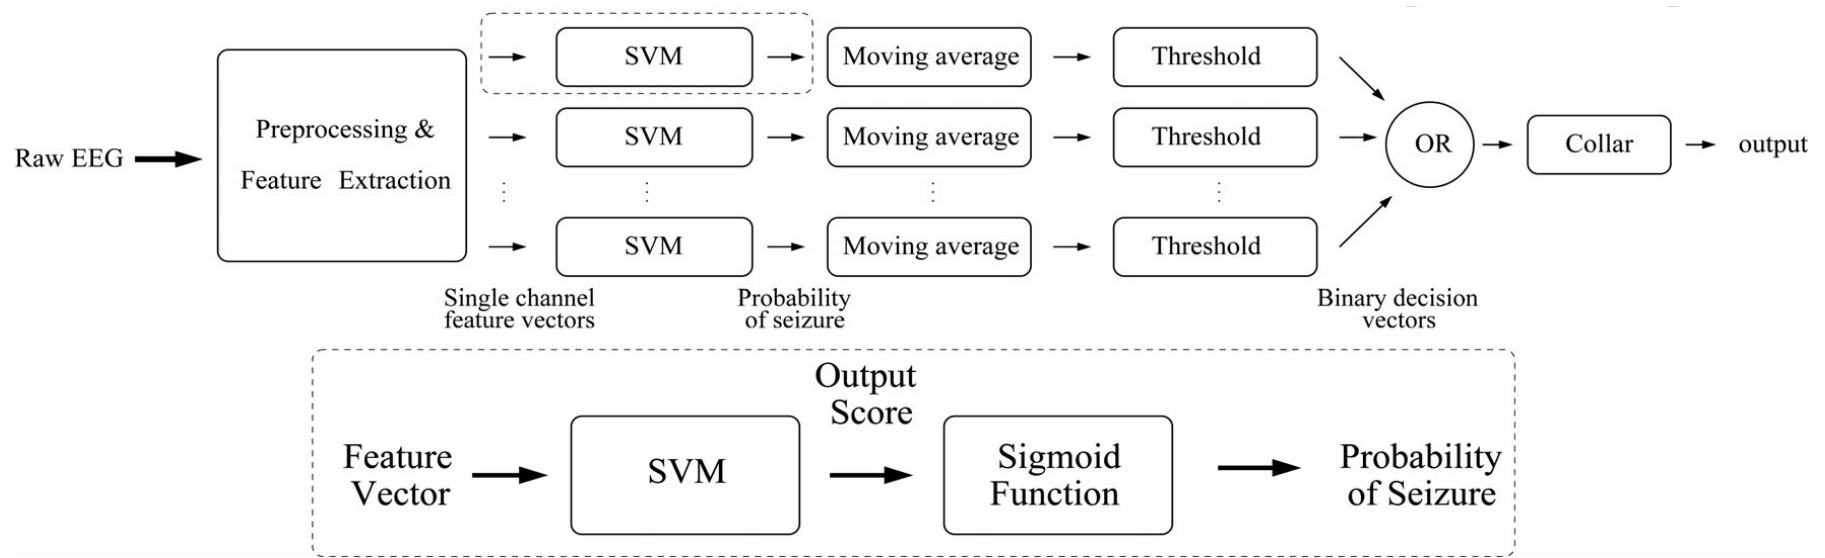 Raw EEG
Preprocessing &
Feature Extraction
SVM
Moving average
Threshold
SVM
Moving average
Threshold
SVM
Moving average
Threshold
OR
Collar
output
Single channel
feature vectors
Probability
of seizure
Binary decision
vectors
Feature
Vector
SVM
Output
Score
Sigmoid
Function
Probability
of Seizure